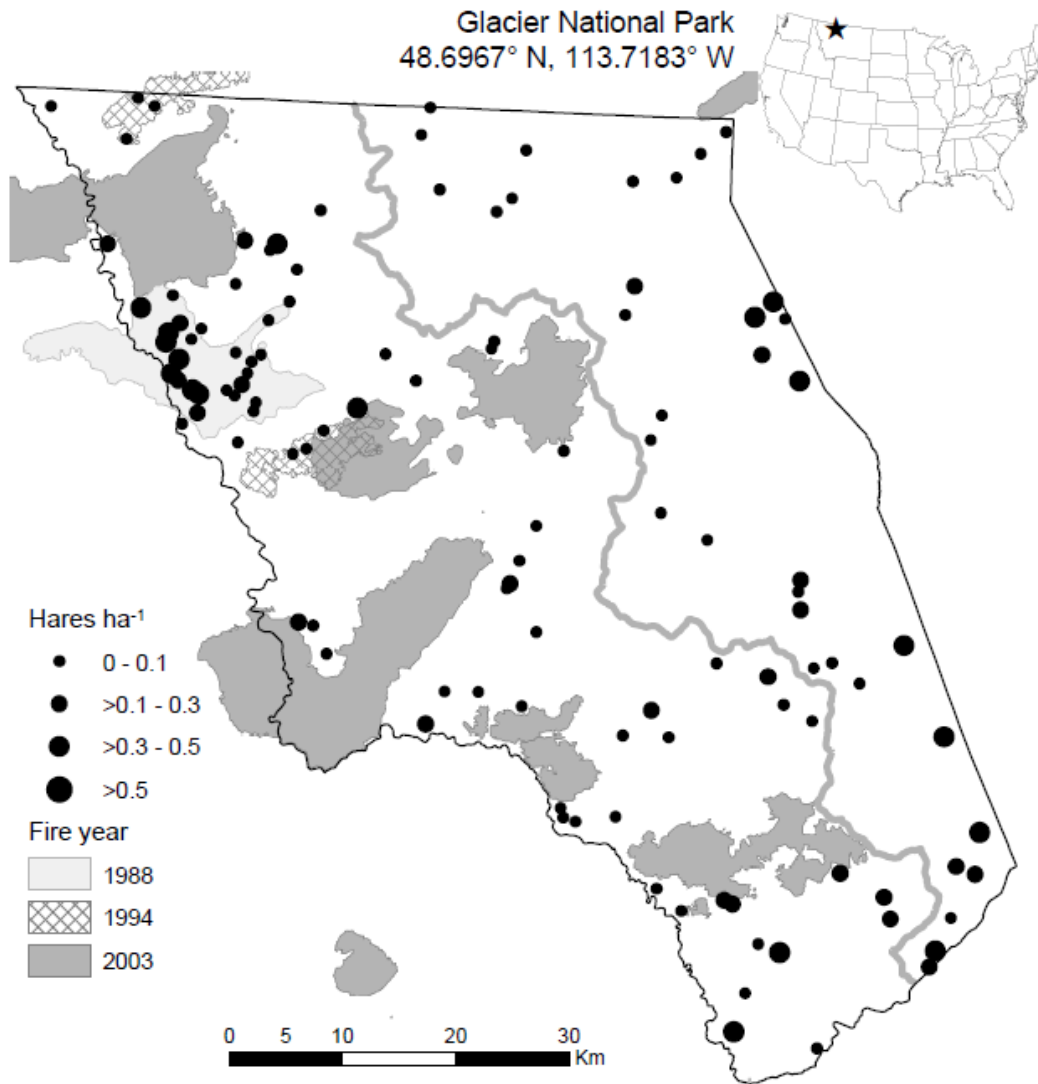 Glacier National Park
48.6967° N, 113.7183° W
Hares ha⁻¹
0 - 0.1
>0.1 - 0.3
>0.3 - 0.5
>0.5
Fire year
1988
1994
2003
0 5 10 20 30
Km